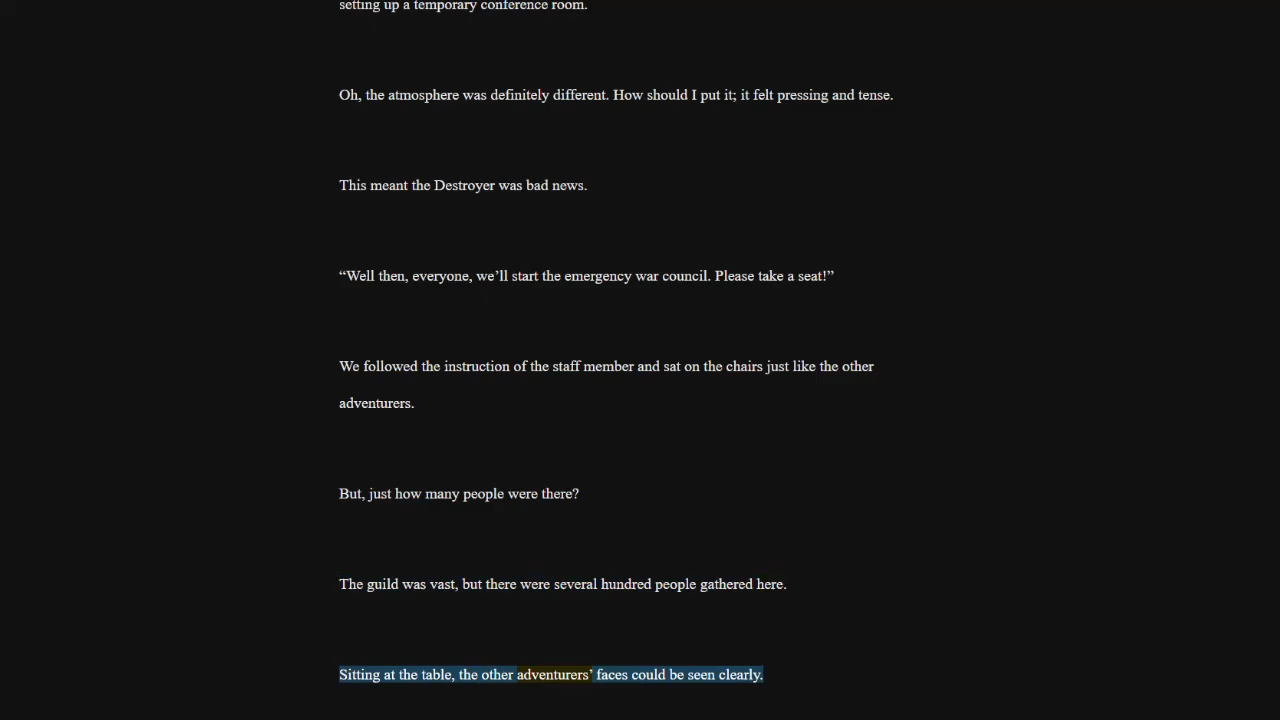 setting up a temporary conference room.
Oh, the atmosphere was definitely different. How should I put it; it felt pressing and tense.
This meant the Destroyer was bad news.
“Well then, everyone, we’ll start the emergency war council. Please take a seat!”
We followed the instruction of the staff member and sat on the chairs just like the other
adventurers.
But, just how many people were there?
The guild was vast, but there were several hundred people gathered here.
Sitting at the table, the other adventurers’ faces could be seen clearly.